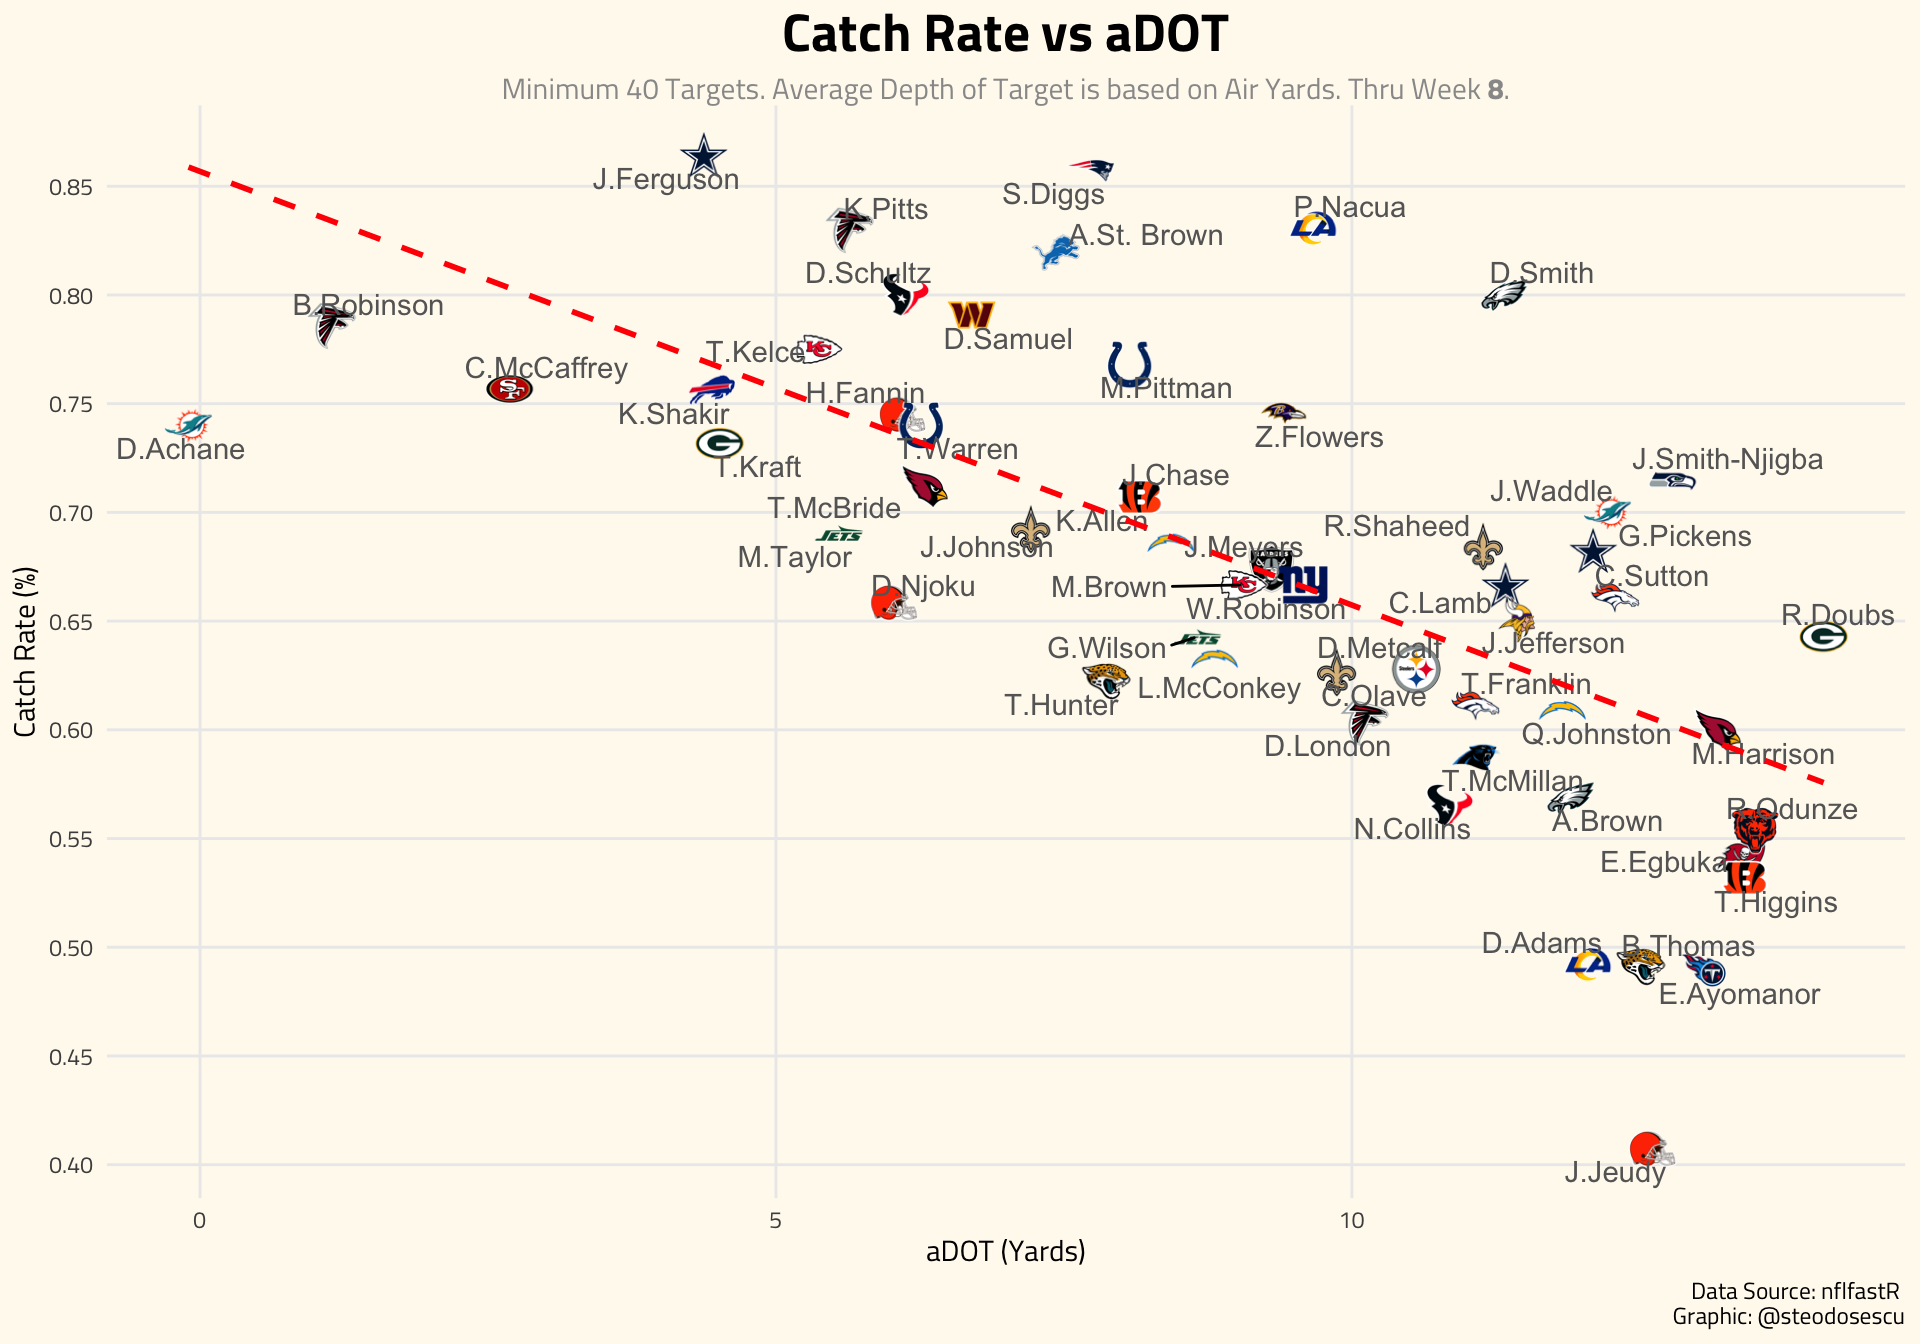 Catch Rate vs aDOT
Minimum 40 Targets. Average Depth of Target is based on Air Yards. Thru Week 8.
J.Ferguson
0.85
S.Diggs
K.Pitts
P.Nacua
A.St. Brown
D.Schultz
D.Smith
0.80
B.Robinson
D.Samuel
T.Kelce
C.McCaffrey
M.Pittman
H.Fannin
0.75
K.Shakir
Z.Flowers
D.Achane
T.Warren
J.Smith-Njigba
T.Kraft
J.Chase
J.Waddle
T.McBride
0.70
K.Allen
R.Shaheed
G.Pickens
J.Johnson
J.Meyers
M.Taylor
C.Sutton
D.Njoku
M.Brown
C.Lamb
W.Robinson
R.Doubs
0.65
J.Jefferson
G.Wilson
JETS
JETS
D.Metcalf
Steelers
T.Franklin
L.McConkey
C.Olave
T.Hunter
0.60
Q.Johnston
D.London
M.Harrison
T.McMillan
R.Odunze
A.Brown
N.Collins
0.55
E.Egbuka
T.Higgins
D.Adams
B.Thomas
0.50
E.Ayomanor
0.45
0.40
J.Jeudy
Catch Rate (%)
0
5
10
aDOT (Yards)
Data Source: nflfastR
Graphic: @steodosescu